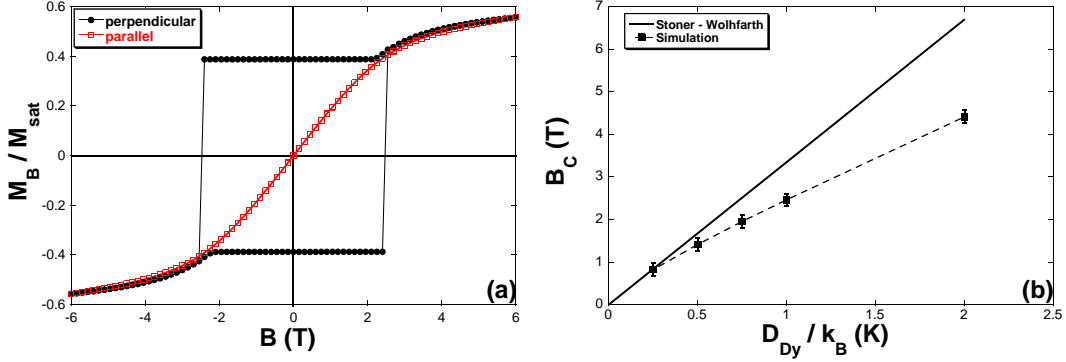 perpendicular
parallel
0.6
0.4
0.2
0
-0.2
-0.4
-0.6
M_B / M_sat
-6 -4 -2 0 2 4 6
B (T)
(a)
Stoner - Wolhfarth
Simulation
7
6
5
4
3
2
1
0
B_C (T)
0 0.5 1 1.5 2 2.5
D_Dy / k_B (K)
(b)